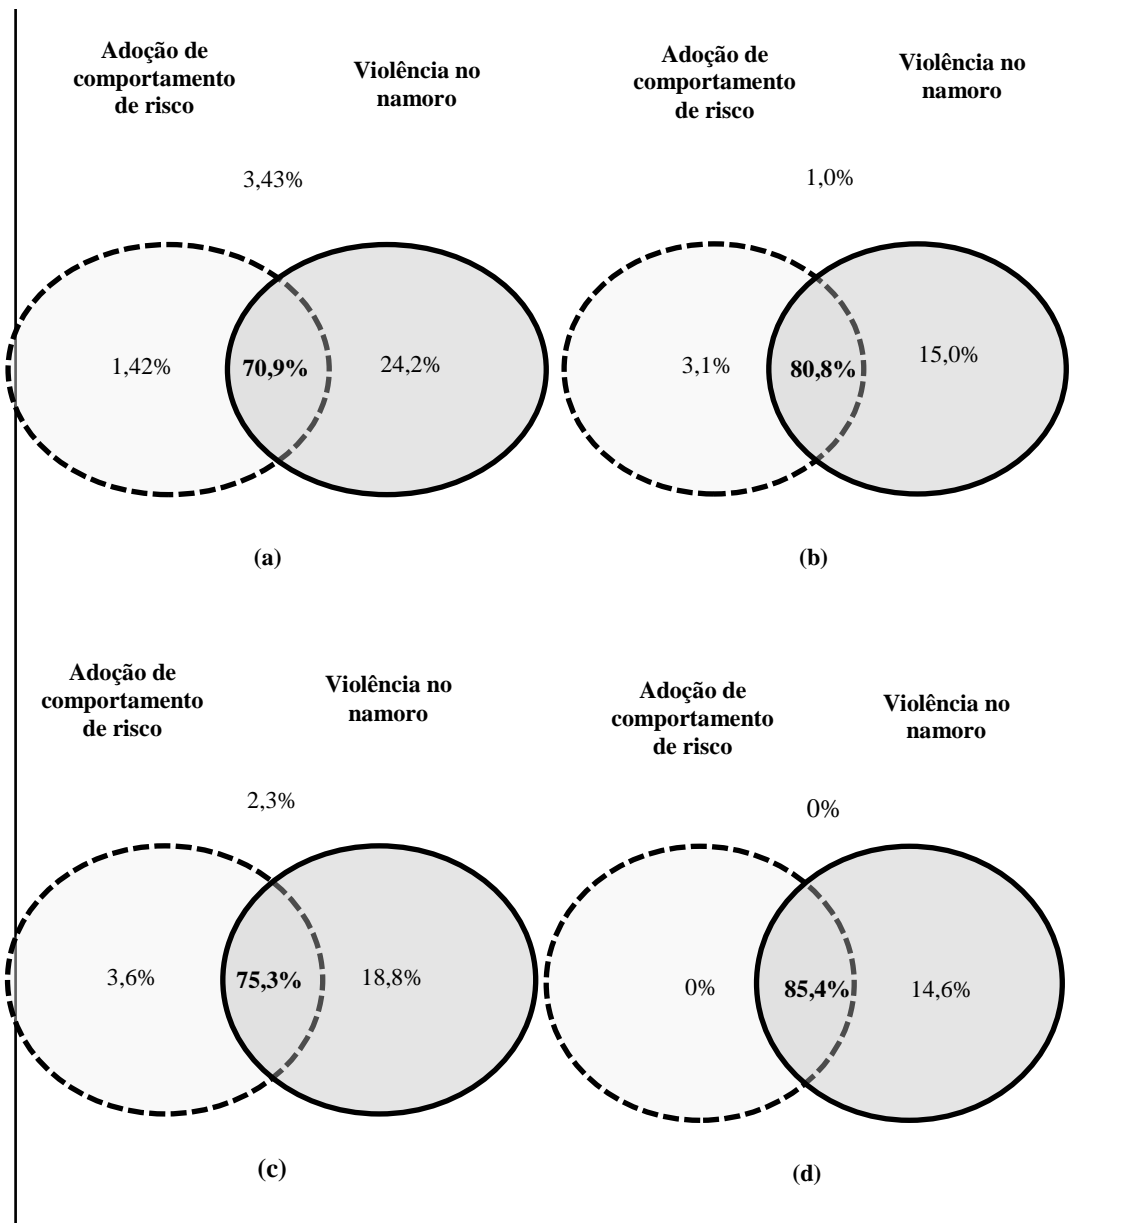 Adoção de
comportamento
de risco
Violência no
namoro
3,43%
1,42%
70,9%
24,2%
(a)
Adoção de
comportamento
de risco
Violência no
namoro
1,0%
3,1%
80,8%
15,0%
(b)
Adoção de
comportamento
de risco
Violência no
namoro
2,3%
3,6%
75,3%
18,8%
(c)
Adoção de
comportamento
de risco
Violência no
namoro
0%
0%
85,4%
14,6%
(d)